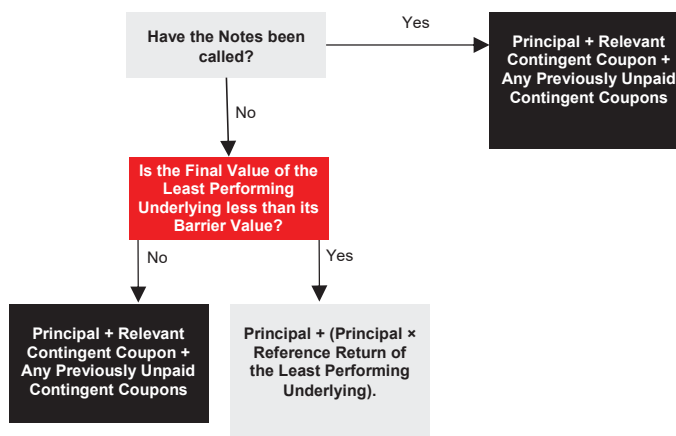 Have the Notes been
called?
Yes
Principal + Relevant
Contingent Coupon +
Any Previously Unpaid
Contingent Coupons
No
Is the Final Value of the
Least Performing
Underlying less than its
Barrier Value?
No
Yes
Principal + Relevant
Contingent Coupon +
Any Previously Unpaid
Contingent Coupons
Principal + (Principal ×
Reference Return of
the Least Performing
Underlying).